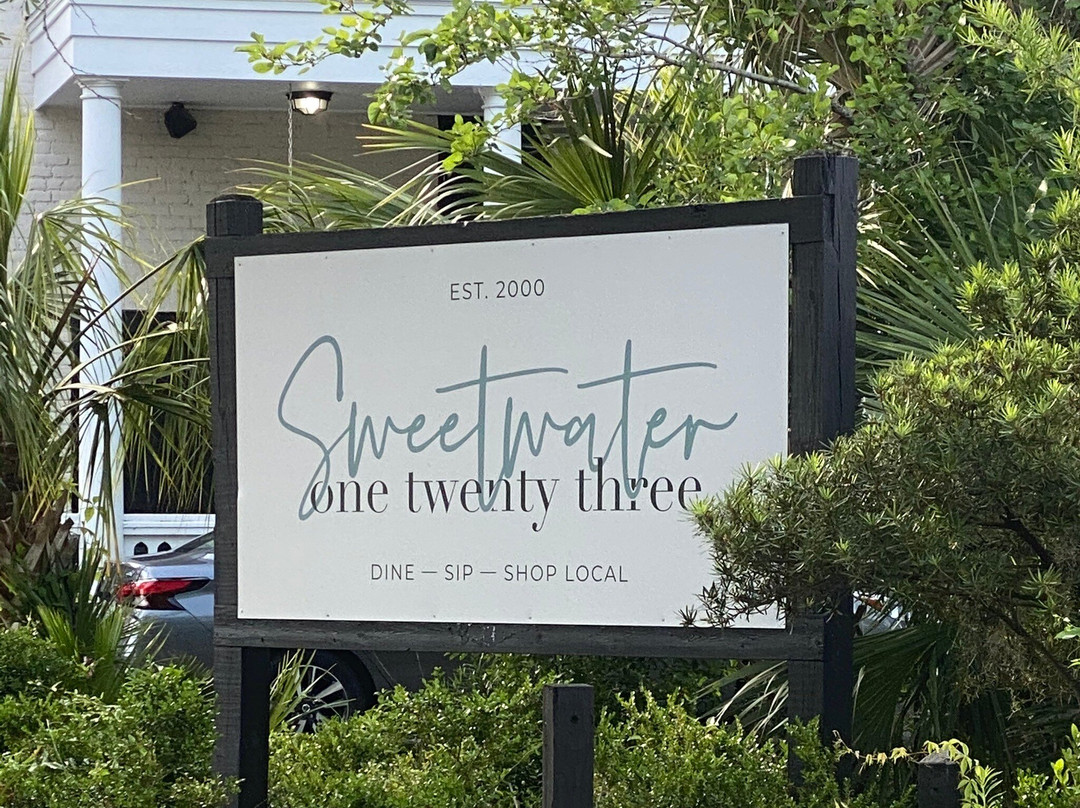 EST. 2000
Sweetwater
one twenty three
DINE — SIP — SHOP LOCAL